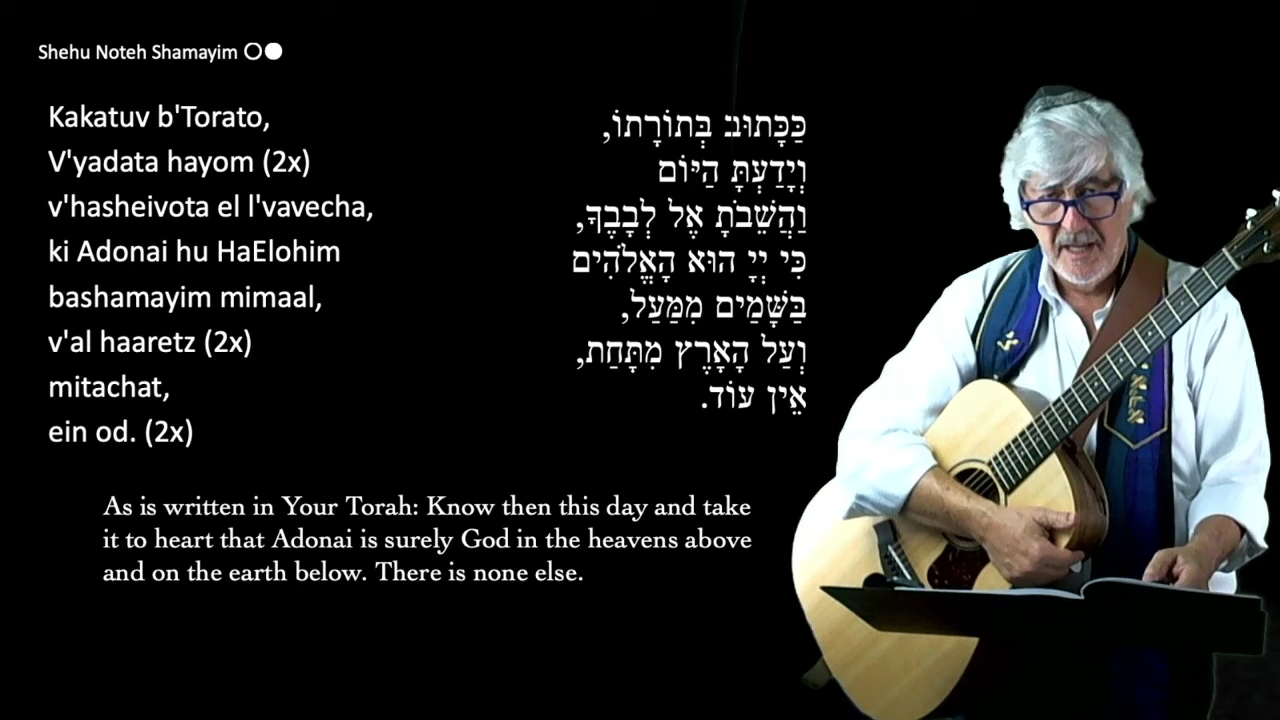 Shehu Noteh Shamayim
Kakatuv b'Torato,
V'yadata hayom (2x)
v'hasheivota el l'vavecha,
ki Adonai hu HaElohim
bashamayim mimaal,
v'al haaretz (2x)
mitachat,
ein od. (2x)
כַּכָּתוּב בְּתוֹרָתוֹ,
וְיָדַעְתָּ הַיּוֹם
וַהֲשֵׁבֹתָ אֶל לְבָבֶךָ,
כִּי יְיָ הוּא הָאֱלֹהִים
בַּשָּׁמַיִם מִמַּעַל,
וְעַל הָאָרֶץ מִתָּחַת,
אֵין עוֹד.
As is written in Your Torah: Know then this day and take
it to heart that Adonai is surely God in the heavens above
and on the earth below. There is none else.